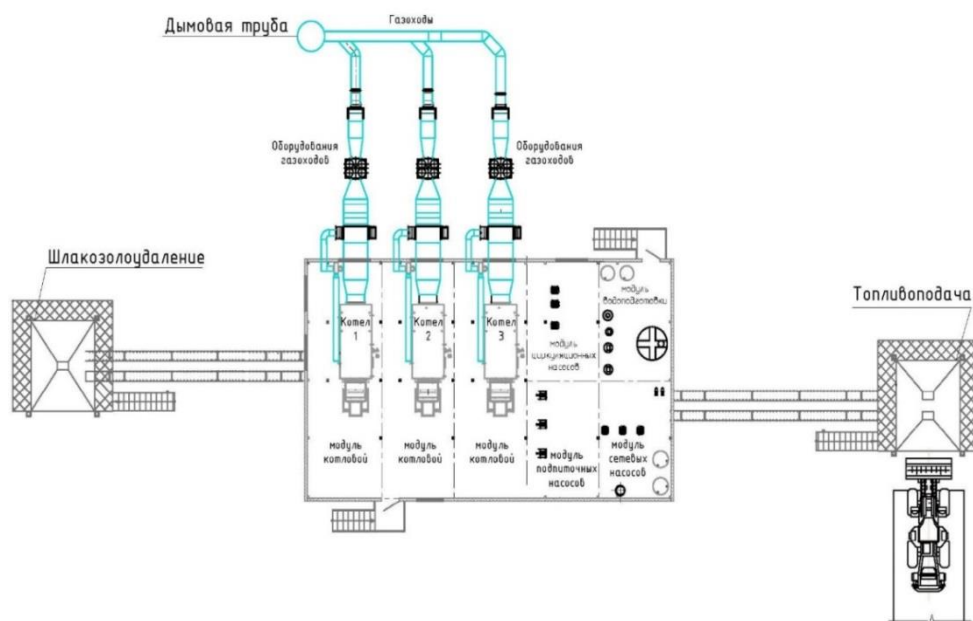 Дымовая труба
Газоходы
Оборудования
газоходов
Оборудования
газоходов
Шлакозолоудаление
Топливоподача
модуль
водоподготовки
Котел
1
Котел
2
Котел
3
модуль
циркуляционных
насосов
модуль
котловой
модуль
котловой
модуль
котловой
модуль
подпиточных
насосов
модуль
сетевых
насосов